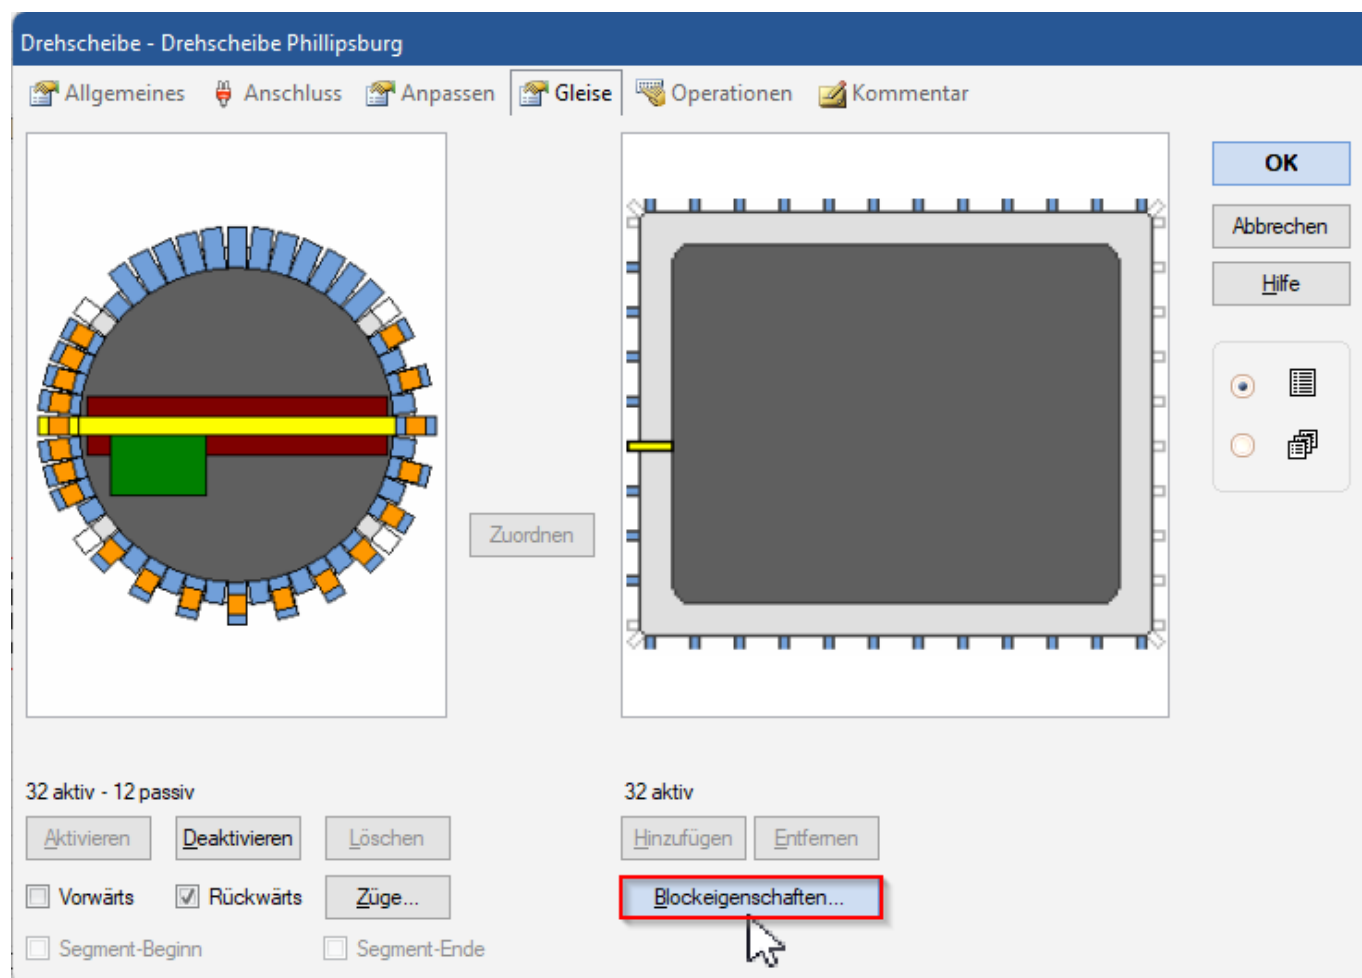 Drehscheibe - Drehscheibe Phillipsburg
Allgemeines Anschluss Anpassen Gleise Operationen Kommentar
OK
Abbrechen
Hilfe
Zuordnen
32 aktiv - 12 passiv 32 aktiv
Aktivieren Deaktivieren Löschen Hinzufügen Entfernen
Vorwärts Rückwärts Züge... Blockeigenschaften...
Segment-Beginn Segment-Ende